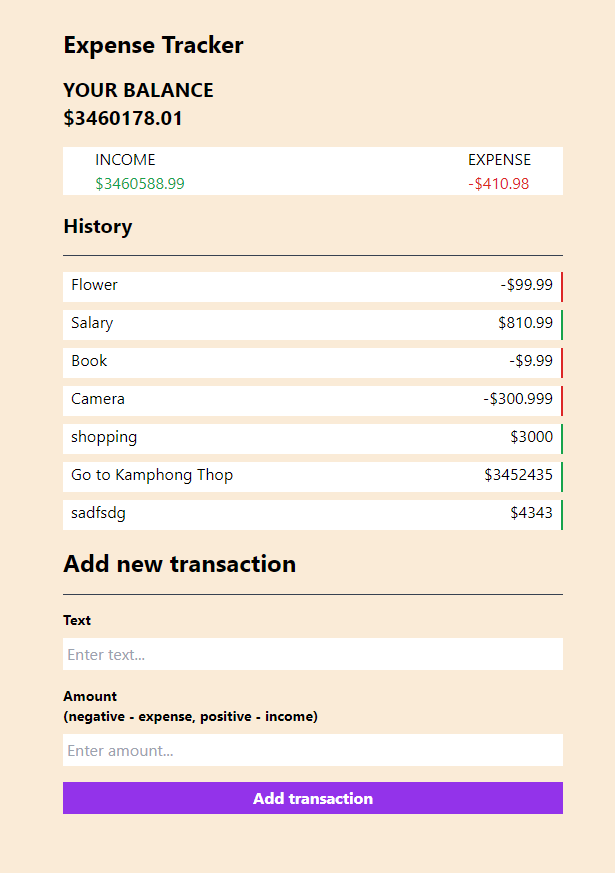 Expense Tracker
YOUR BALANCE
$3460178.01
INCOME EXPENSE
$3460588.99 -$410.98
History
Flower -$99.99
Salary $810.99
Book -$9.99
Camera -$300.999
shopping $3000
Go to Kamphong Thop $3452435
sadfsdg $4343
Add new transaction
Text
Enter text...
Amount
(negative - expense, positive - income)
Enter amount...
Add transaction